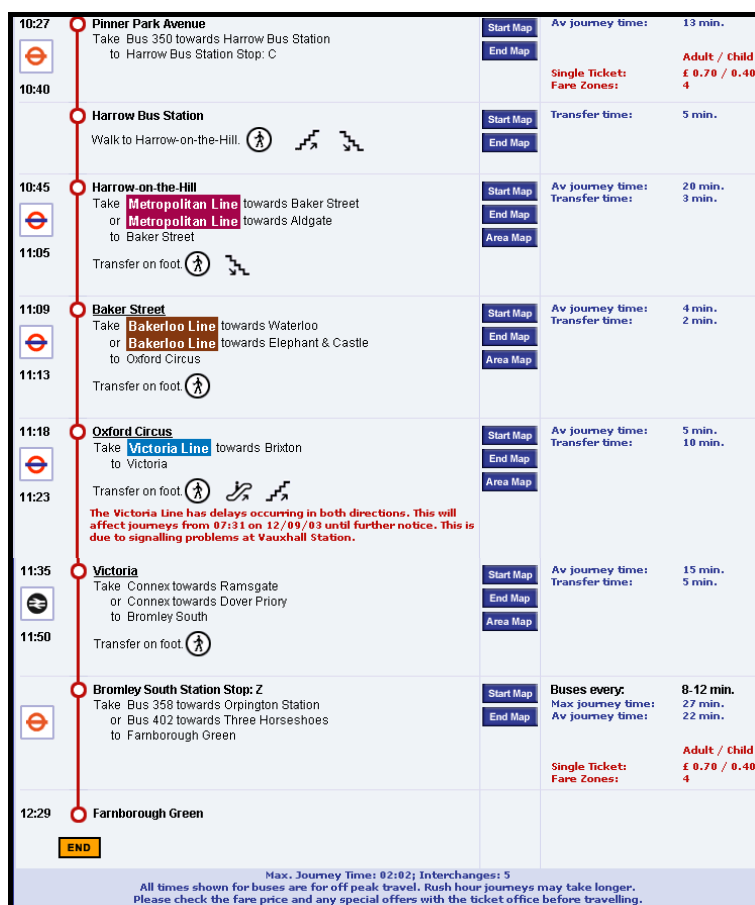 10:27 Pinner Park Avenue Start Map Av journey time: 13 min.
Take Bus 350 towards Harrow Bus Station
to Harrow Bus Station Stop: C End Map
Adult / Child
Single Ticket: £ 0.70 / 0.40
10:40 Fare Zones: 4
Harrow Bus Station Start Map Transfer time: 5 min.
Walk to Harrow-on-the-Hill. End Map
10:45 Harrow-on-the-Hill Start Map Av journey time: 20 min.
Take Metropolitan Line towards Baker Street Transfer time: 3 min.
or Metropolitan Line towards Aldgate End Map
to Baker Street Area Map
11:05
Transfer on foot.
11:09 Baker Street Start Map Av journey time: 4 min.
Take Bakerloo Line towards Waterloo Transfer time: 2 min.
or Bakerloo Line towards Elephant & Castle End Map
to Oxford Circus Area Map
11:13
Transfer on foot.
11:18 Oxford Circus Start Map Av journey time: 5 min.
Take Victoria Line towards Brixton Transfer time: 10 min.
to Victoria End Map
Area Map
11:23 Transfer on foot.
The Victoria Line has delays occurring in both directions. This will
affect journeys from 07:31 on 12/09/03 until further notice. This is
due to signalling problems at Vauxhall Station.
11:35 Victoria Start Map Av journey time: 15 min.
Take Connex towards Ramsgate Transfer time: 5 min.
or Connex towards Dover Priory End Map
to Bromley South Area Map
11:50
Transfer on foot.
Bromley South Station Stop: Z Start Map Buses every: 8-12 min.
Take Bus 358 towards Orpington Station Max journey time: 27 min.
or Bus 402 towards Three Horseshoes End Map Av journey time: 22 min.
to Farnborough Green
Adult / Child
Single Ticket: £ 0.70 / 0.40
Fare Zones: 4
12:29 Farnborough Green
END
Max. Journey Time: 02:02; Interchanges: 5
All times shown for buses are for off peak travel. Rush hour journeys may take longer.
Please check the fare price and any special offers with the ticket office before travelling.